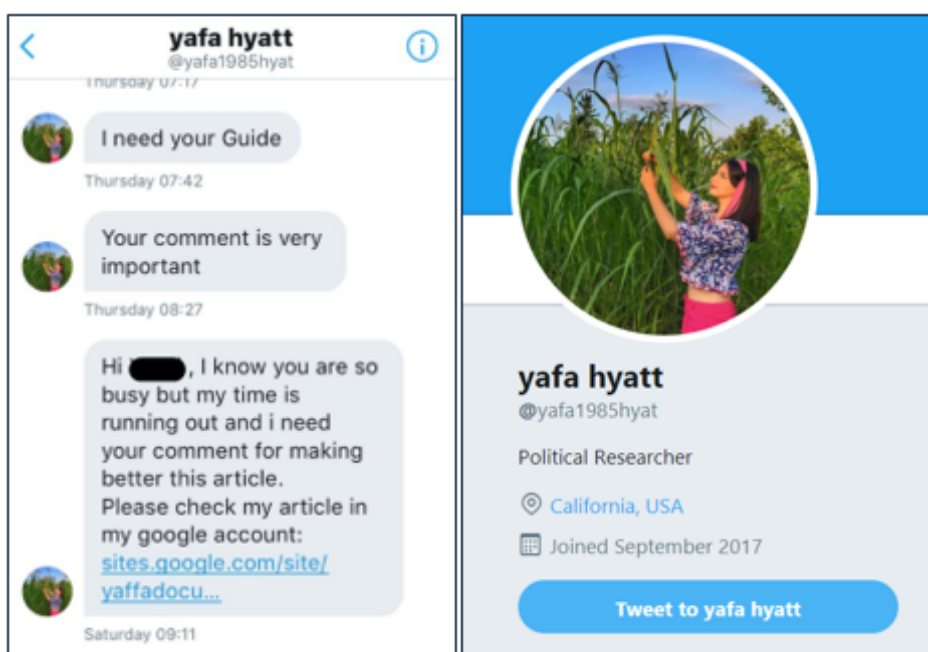 yafa hyatt
@yafa1985hyat
Thursday 07:17
I need your Guide
Thursday 07:42
Your comment is very
important
Thursday 08:27
Hi , I know you are so
busy but my time is
running out and i need
your comment for making
better this article.
Please check my article in
my google account:
sites.google.com/site/
yaffadocu...
Saturday 09:11
yafa hyatt
@yafa1985hyat
Political Researcher
California, USA
Joined September 2017
Tweet to yafa hyatt